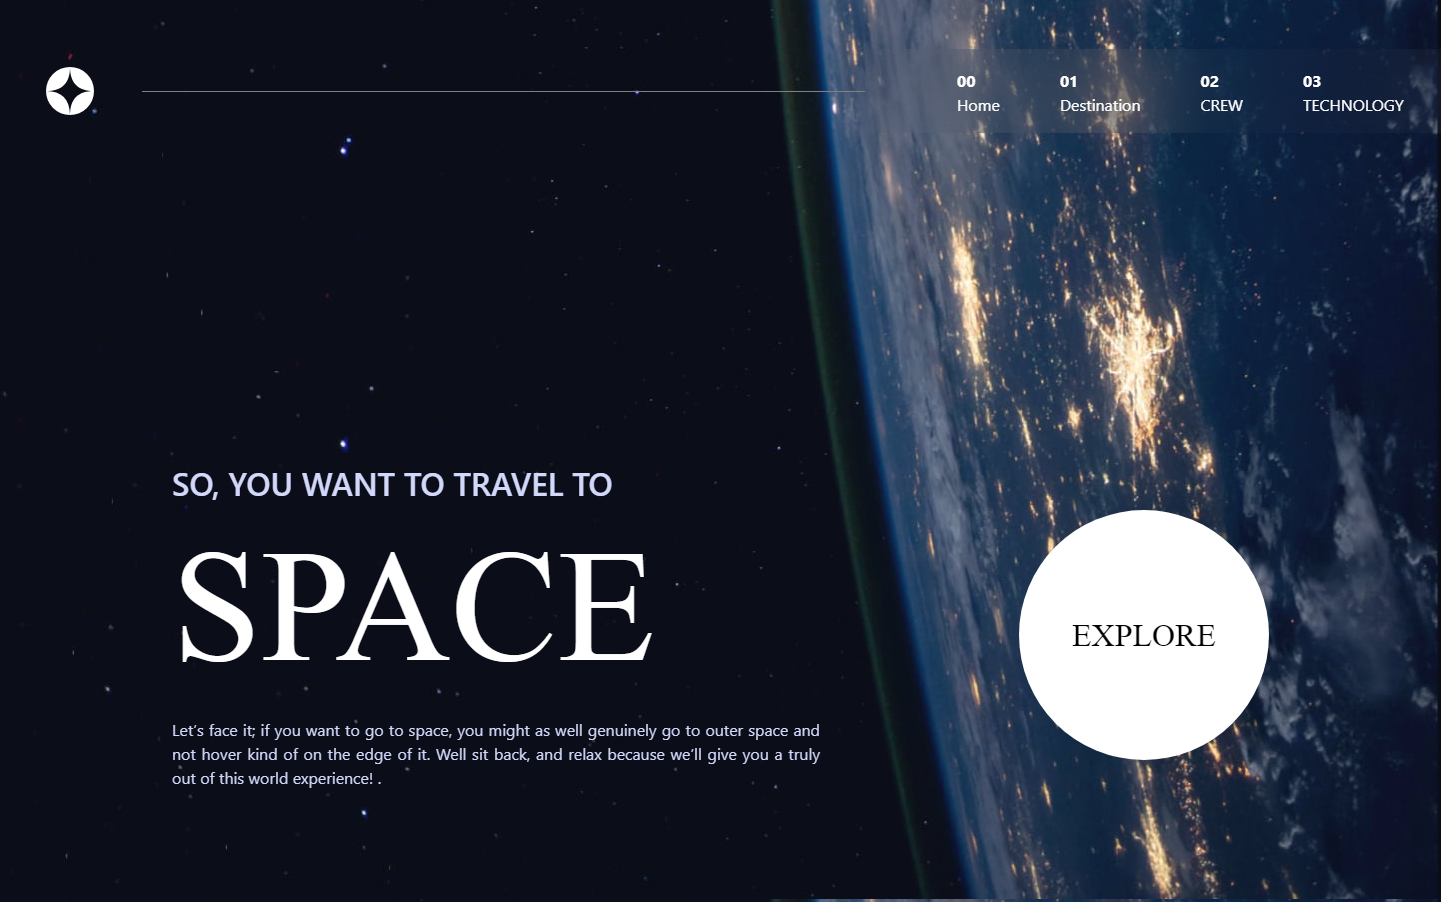 00 01 02 03
Home Destination CREW TECHNOLOGY
SO, YOU WANT TO TRAVEL TO
SPACE
EXPLORE
Let’s face it; if you want to go to space, you might as well genuinely go to outer space and
not hover kind of on the edge of it. Well sit back, and relax because we’ll give you a truly
out of this world experience! .